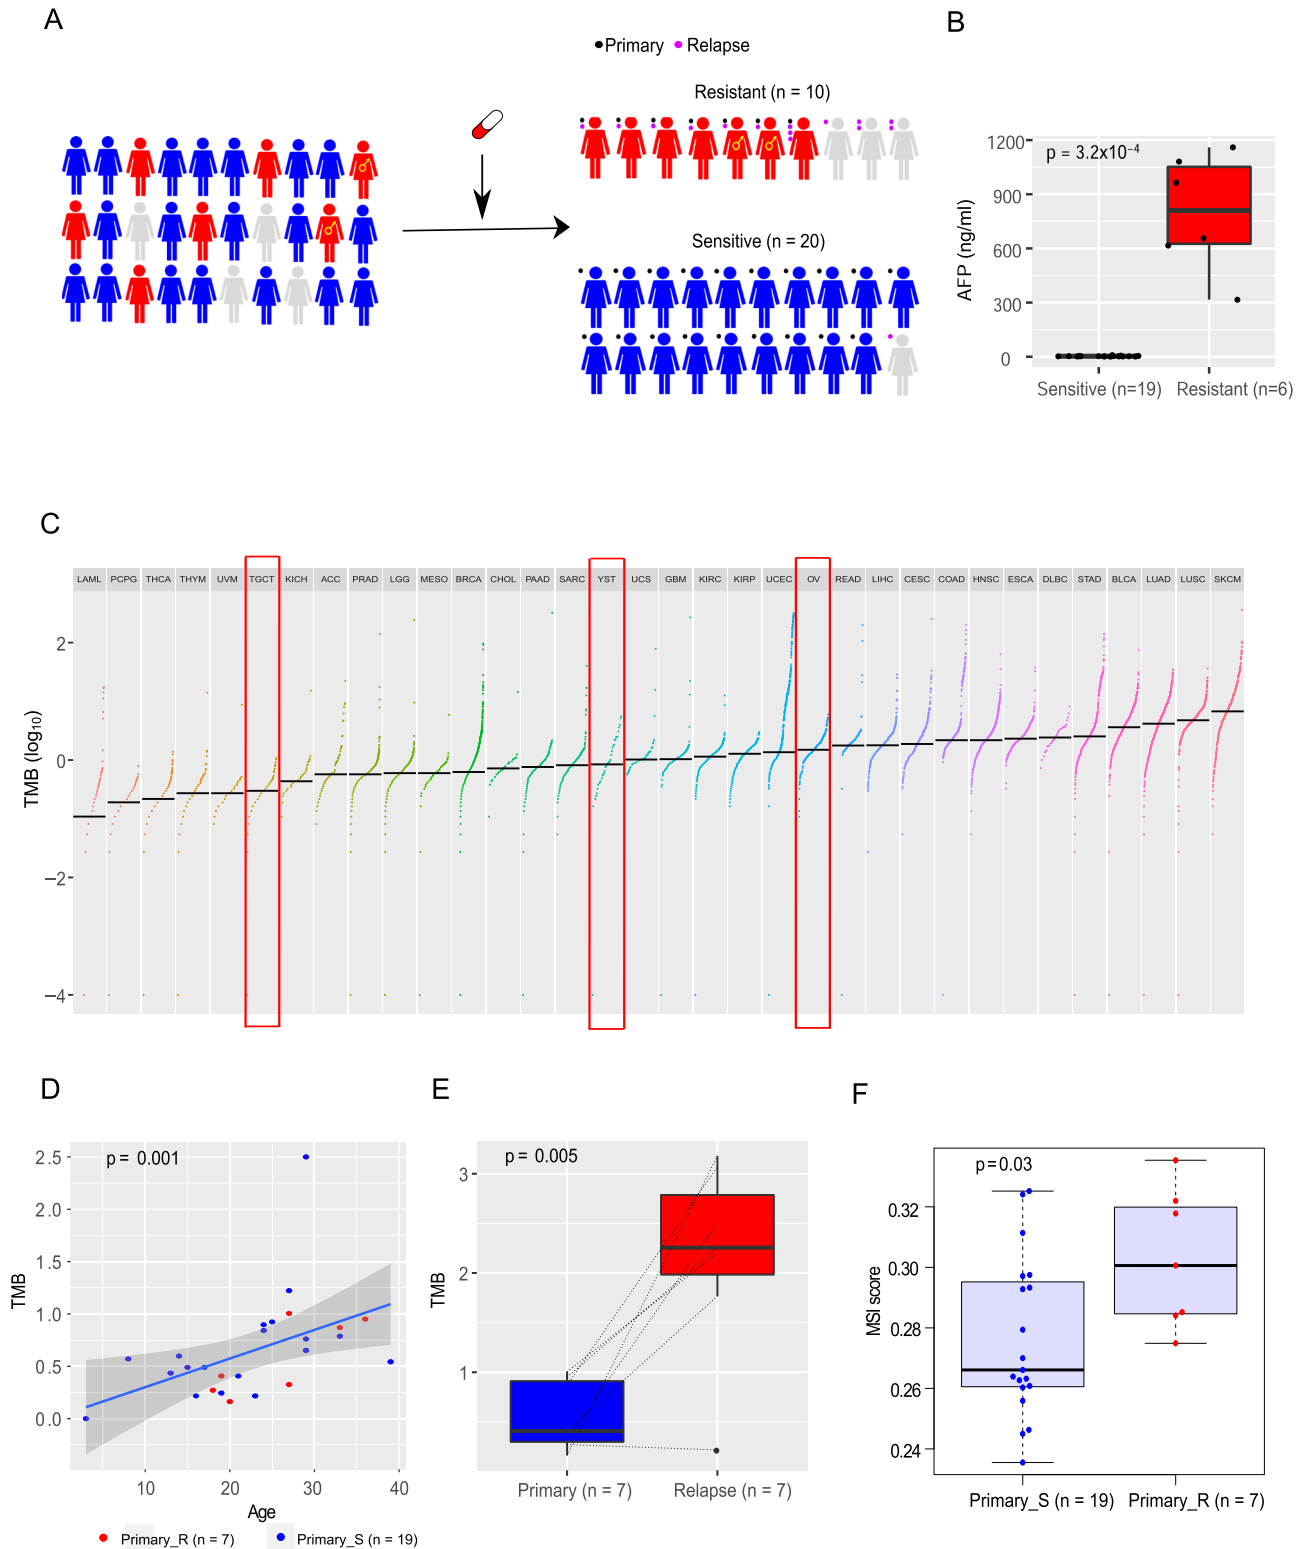 A
Primary Relapse
Resistant (n = 10)
Sensitive (n = 20)
B
p = 3.2x10⁻⁴
1200
900
600
300
0
AFP (ng/ml)
Sensitive (n=19) Resistant (n=6)
C
LAML PCPG THCA THYM UVM TGCT KICH ACC PRAD LGG MESO BRCA CHOL PAAD SARC YST UCS GBM KIRC KIRP UCEC OV READ LIHC CESC COAD HNSC ESCA DLBC STAD BLCA LUAD LUSC SKCM
2
0
−2
−4
TMB (log₁₀)
D
p = 0.001
2.5
2.0
1.5
1.0
0.5
0.0
TMB
10 20 30 40
Age
Primary_R (n = 7) Primary_S (n = 19)
E
p = 0.005
3
2
1
TMB
Primary (n = 7) Relapse (n = 7)
F
p=0.03
0.32
0.30
0.28
0.26
0.24
MSI score
Primary_S (n = 19) Primary_R (n = 7)